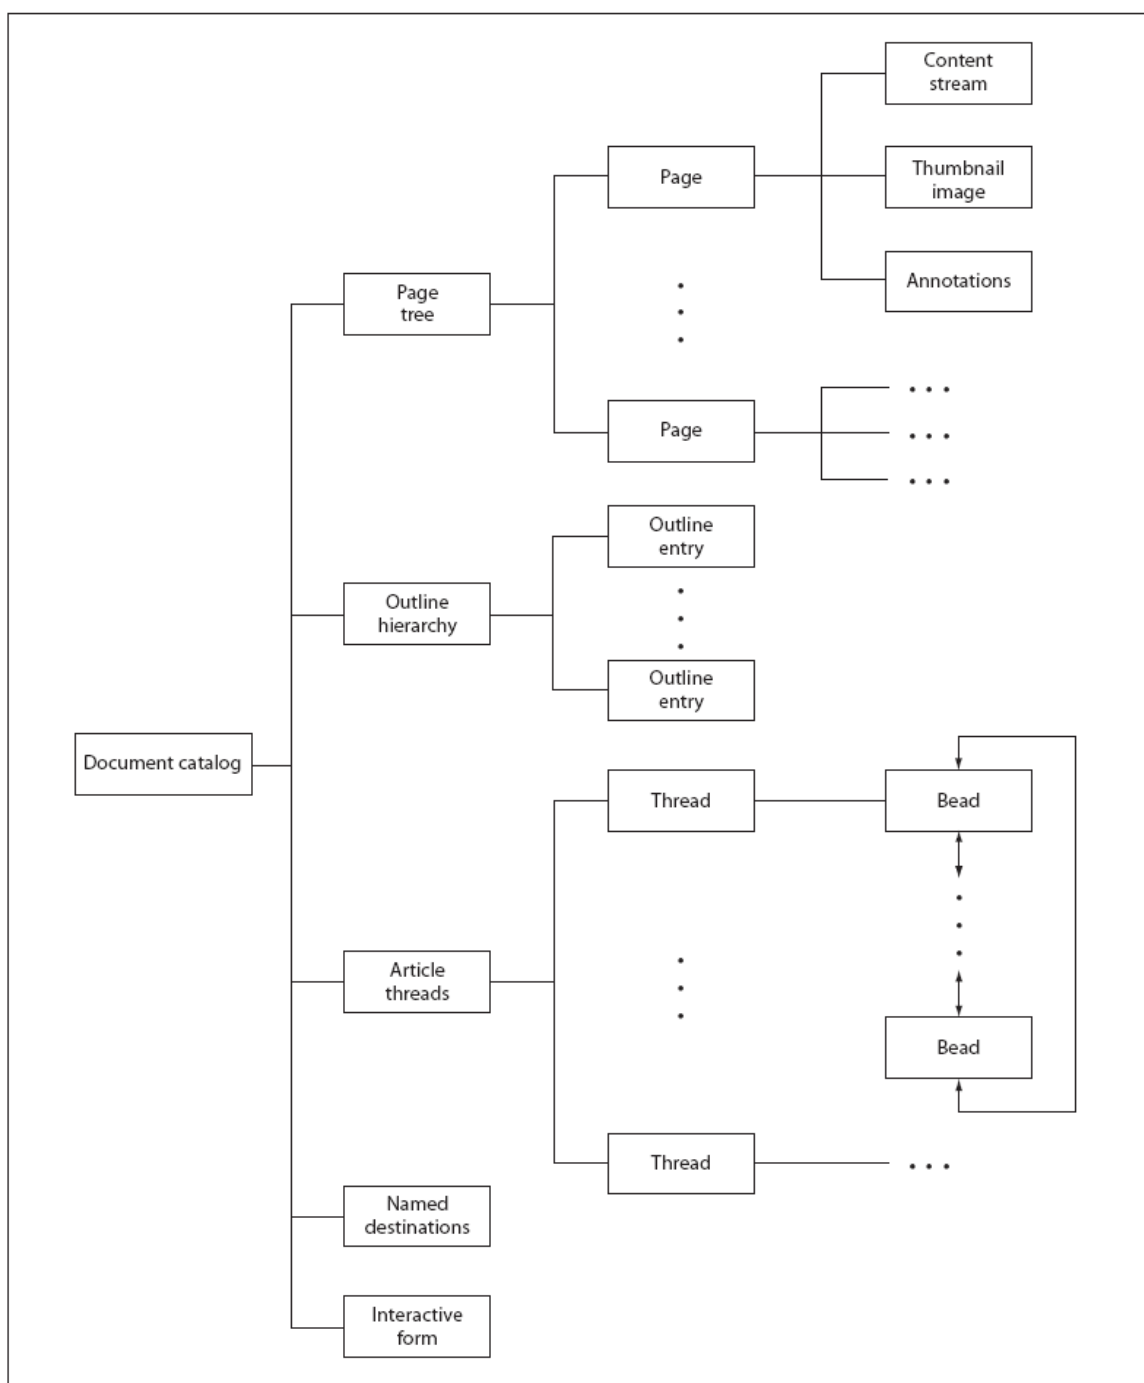 Content
stream
Page
Thumbnail
image
Annotations
Page
tree
. . .
Page
. . .
. . .
Outline
entry
Outline
hierarchy
Outline
entry
Document catalog
Thread
Bead
Article
threads
Bead
Thread
. . .
Named
destinations
Interactive
form